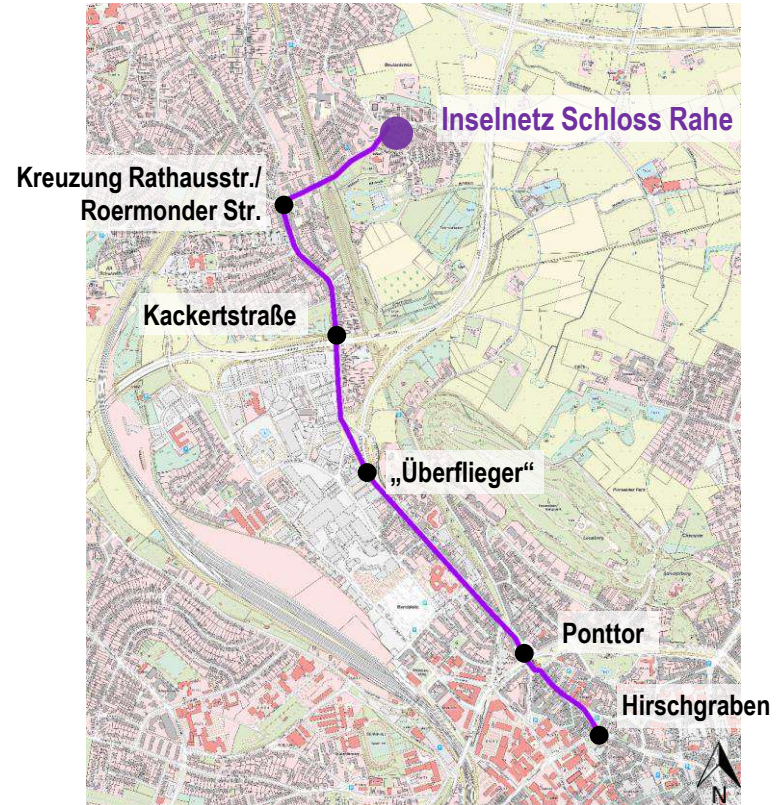 Inselnetz Schloss Rahe
Kreuzung Rathausstr./
Roermonder Str.
Kackertstraße
„Überflieger“
Ponttor
Hirschgraben
N